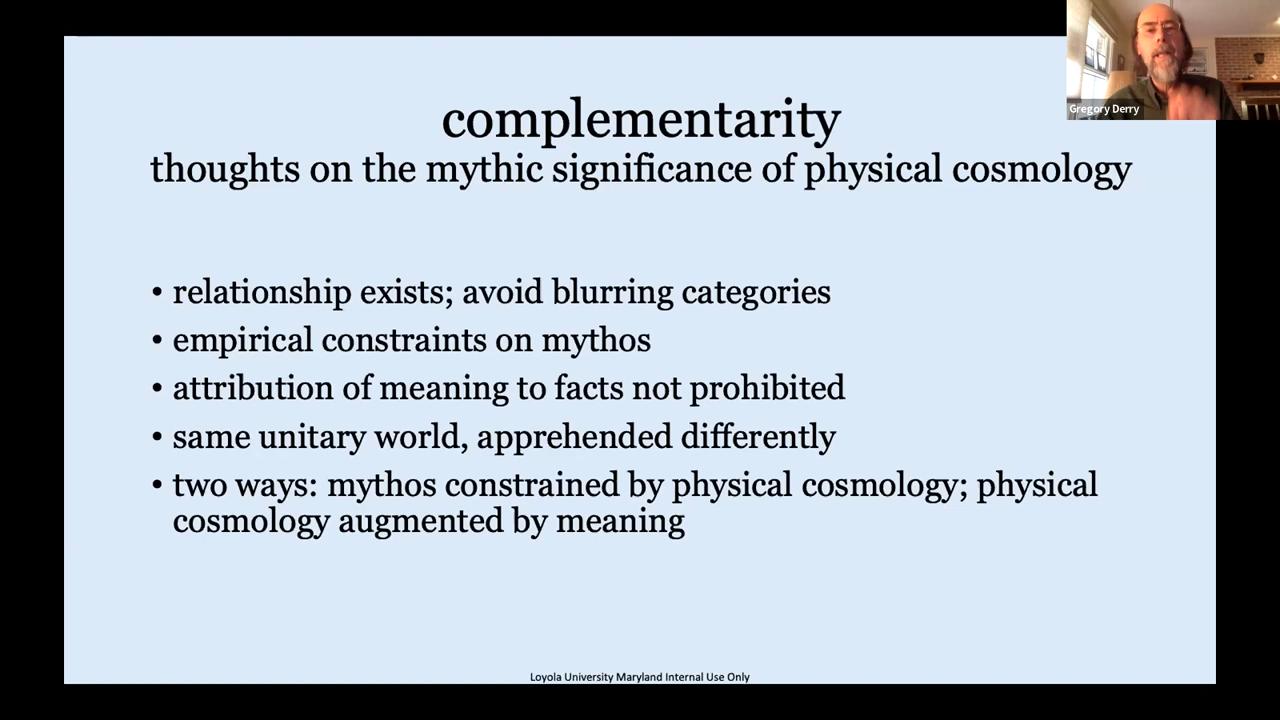 complementarity
thoughts on the mythic significance of physical cosmology
• relationship exists; avoid blurring categories
• empirical constraints on mythos
• attribution of meaning to facts not prohibited
• same unitary world, apprehended differently
• two ways: mythos constrained by physical cosmology; physical
cosmology augmented by meaning
Loyola University Maryland Internal Use Only
Gregory Derry